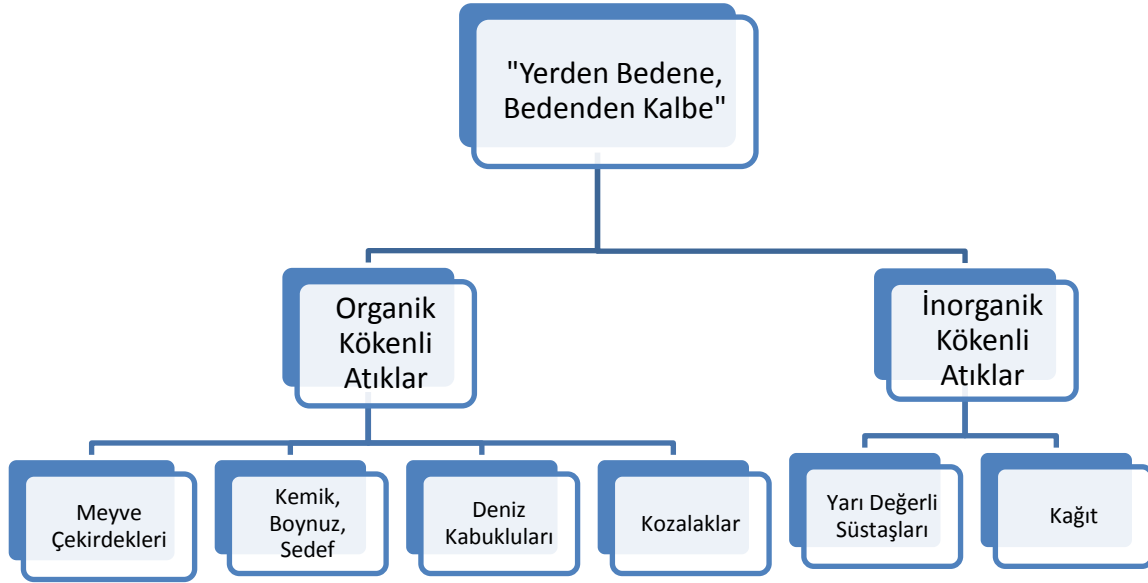 "Yerden Bedene,
Bedenden Kalbe"
Organik
Kökenli
Atıklar
İnorganik
Kökenli
Atıklar
Meyve
Çekirdekleri
Kemik,
Boynuz,
Sedef
Deniz
Kabukluları
Kozalaklar
Yarı Değerli
Süstaşları
Kağıt